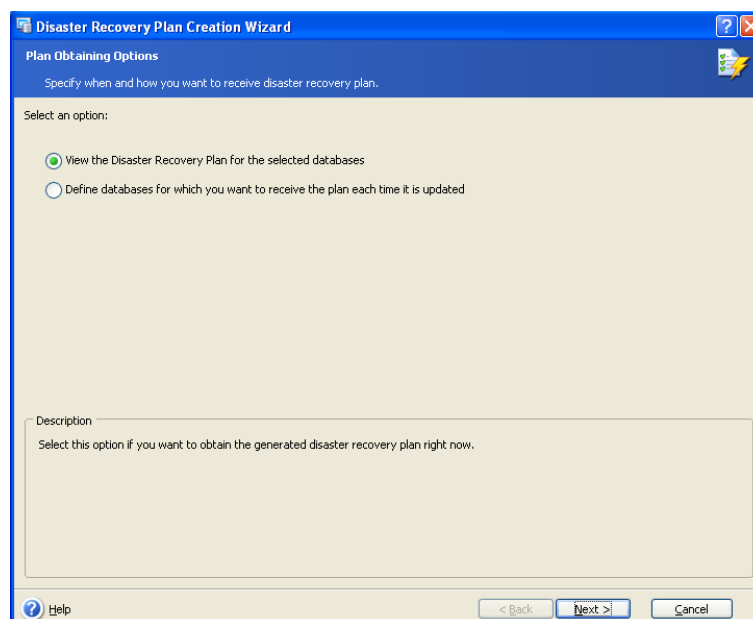 Disaster Recovery Plan Creation Wizard
Plan Obtaining Options
Specify when and how you want to receive disaster recovery plan.
Select an option:
View the Disaster Recovery Plan for the selected databases
Define databases for which you want to receive the plan each time it is updated
Description
Select this option if you want to obtain the generated disaster recovery plan right now.
Help
< Back
Next >
Cancel